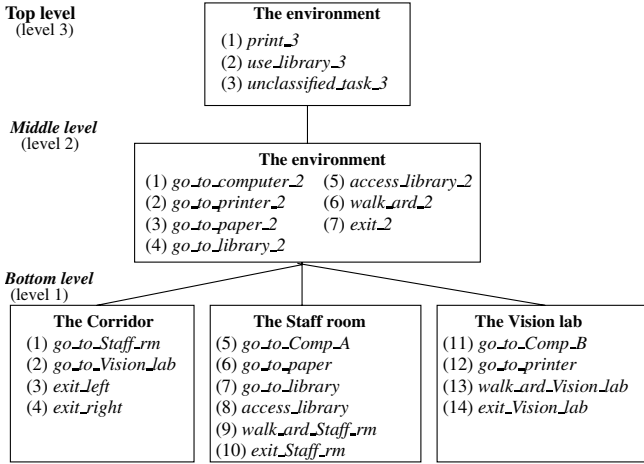 Top level
(level 3)
The environment
(1) print_3
(2) use_library_3
(3) unclassified_task_3
Middle level
(level 2)
The environment
(1) go_to_computer_2
(2) go_to_printer_2
(3) go_to_paper_2
(4) go_to_library_2
(5) access_library_2
(6) walk_ard_2
(7) exit_2
Bottom level
(level 1)
The Corridor
(1) go_to_Staff_rm
(2) go_to_Vision_lab
(3) exit_left
(4) exit_right
The Staff room
(5) go_to_Comp_A
(6) go_to_paper
(7) go_to_library
(8) access_library
(9) walk_ard_Staff_rm
(10) exit_Staff_rm
The Vision lab
(11) go_to_Comp_B
(12) go_to_printer
(13) walk_ard_Vision_lab
(14) exit_Vision_lab